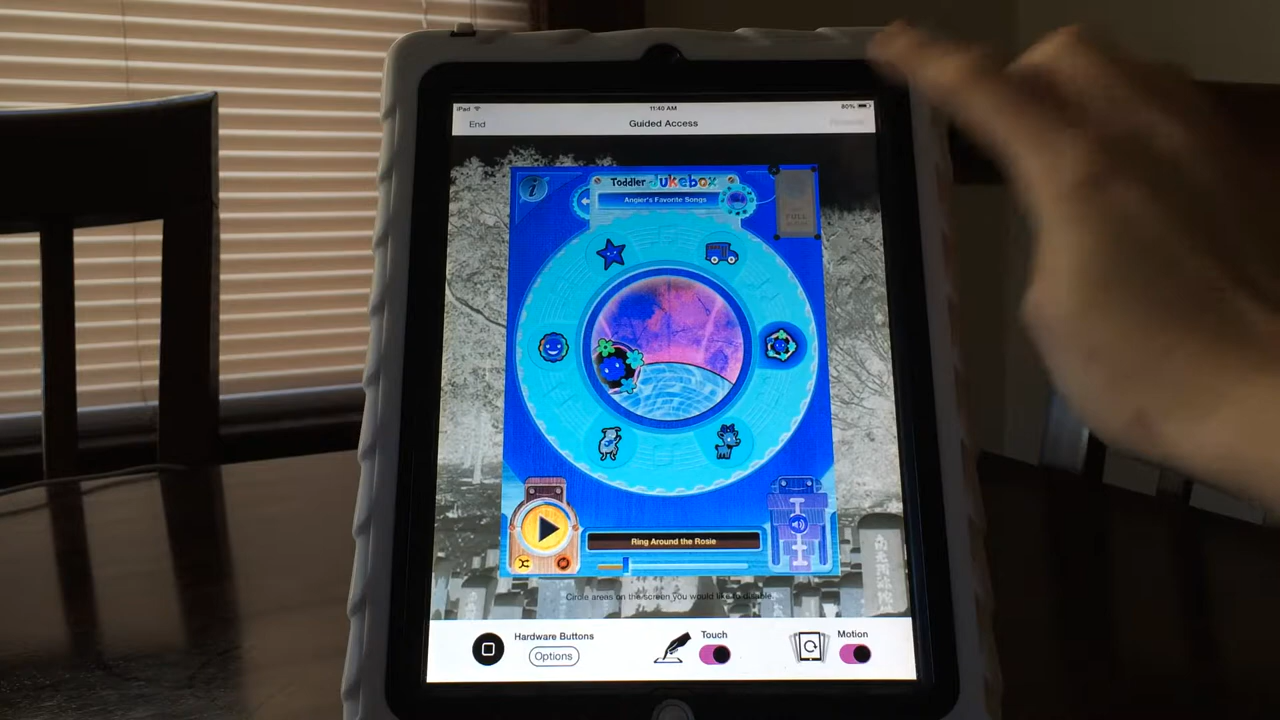 iPad
11:40 AM
80%
End
Guided Access
i
Toddler Jukebox
Angier's Favorite Songs
FULL
Ring Around the Rosie
Circle areas on the screen you would like to disable.
Hardware Buttons
Options
Touch
Motion